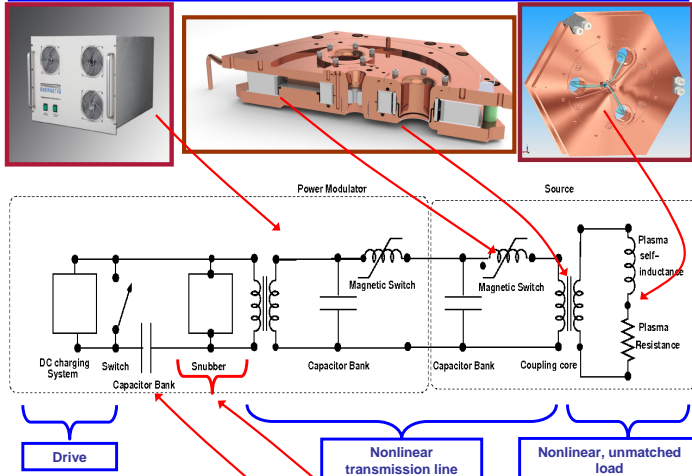 ENERGETIQ
Power Modulator
Source
Magnetic Switch
Magnetic Switch
Plasma
self-
inductance
Plasma
Resistance
DC charging
System
Switch
Capacitor Bank
Snubber
Capacitor Bank
Capacitor Bank
Coupling core
Drive
Nonlinear
transmission line
Nonlinear, unmatched
load